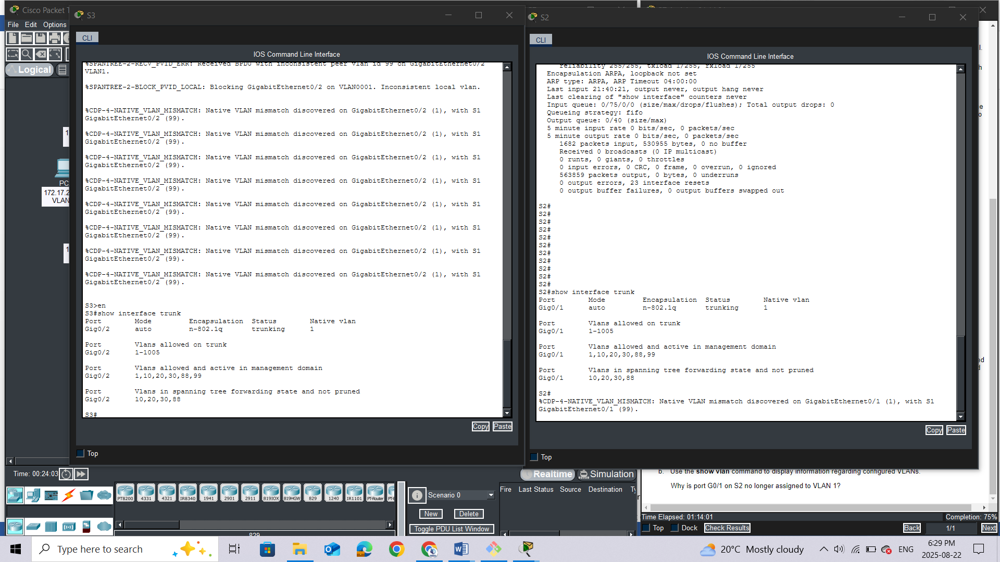 Cisco Packet T
File Edit Options
Logical
PC
172.17.2
VLAN
Time: 00:24:03
S3
CLI
IOS Command Line Interface
%SPANTREE-2-RECV_PVID_ERR: Received BPDU with inconsistent peer vlan id 99 on GigabitEthernet0/2
VLAN1.
%SPANTREE-2-BLOCK_PVID_LOCAL: Blocking GigabitEthernet0/2 on VLAN0001. Inconsistent local vlan.
%CDP-4-NATIVE_VLAN_MISMATCH: Native VLAN mismatch discovered on GigabitEthernet0/2 (1), with S1
GigabitEthernet0/2 (99).
%CDP-4-NATIVE_VLAN_MISMATCH: Native VLAN mismatch discovered on GigabitEthernet0/2 (1), with S1
GigabitEthernet0/2 (99).
%CDP-4-NATIVE_VLAN_MISMATCH: Native VLAN mismatch discovered on GigabitEthernet0/2 (1), with S1
GigabitEthernet0/2 (99).
%CDP-4-NATIVE_VLAN_MISMATCH: Native VLAN mismatch discovered on GigabitEthernet0/2 (1), with S1
GigabitEthernet0/2 (99).
%CDP-4-NATIVE_VLAN_MISMATCH: Native VLAN mismatch discovered on GigabitEthernet0/2 (1), with S1
GigabitEthernet0/2 (99).
%CDP-4-NATIVE_VLAN_MISMATCH: Native VLAN mismatch discovered on GigabitEthernet0/2 (1), with S1
GigabitEthernet0/2 (99).
%CDP-4-NATIVE_VLAN_MISMATCH: Native VLAN mismatch discovered on GigabitEthernet0/2 (1), with S1
GigabitEthernet0/2 (99).
%CDP-4-NATIVE_VLAN_MISMATCH: Native VLAN mismatch discovered on GigabitEthernet0/2 (1), with S1
GigabitEthernet0/2 (99).
S3>en
S3#show interface trunk
Port Mode Encapsulation Status Native vlan
Gig0/2 auto n-802.1q trunking 1
Port Vlans allowed on trunk
Gig0/2 1-1005
Port Vlans allowed and active in management domain
Gig0/2 1,10,20,30,88,99
Port Vlans in spanning tree forwarding state and not pruned
Gig0/2 10,20,30,88
S3#
Copy Paste
Top
S2
CLI
IOS Command Line Interface
reliability 255/255, txload 1/255, rxload 1/255
Encapsulation ARPA, loopback not set
ARP type: ARPA, ARP Timeout 04:00:00
Last input 21:40:21, output never, output hang never
Last clearing of "show interface" counters never
Input queue: 0/75/0/0 (size/max/drops/flushes); Total output drops: 0
Queueing strategy: fifo
Output queue: 0/40 (size/max)
5 minute input rate 0 bits/sec, 0 packets/sec
5 minute output rate 0 bits/sec, 0 packets/sec
1682 packets input, 530955 bytes, 0 no buffer
Received 0 broadcasts (0 IP multicast)
0 runts, 0 giants, 0 throttles
0 input errors, 0 CRC, 0 frame, 0 overrun, 0 ignored
563859 packets output, 0 bytes, 0 underruns
0 output errors, 23 interface resets
0 output buffer failures, 0 output buffers swapped out
S2#
S2#
S2#
S2#
S2#
S2#
S2#
S2#
S2#
S2#
S2#
S2#show interface trunk
Port Mode Encapsulation Status Native vlan
Gig0/1 auto n-802.1q trunking 1
Port Vlans allowed on trunk
Gig0/1 1-1005
Port Vlans allowed and active in management domain
Gig0/1 1,10,20,30,88,99
Port Vlans in spanning tree forwarding state and not pruned
Gig0/1 10,20,30,88
S2#
%CDP-4-NATIVE_VLAN_MISMATCH: Native VLAN mismatch discovered on GigabitEthernet0/1 (1), with S1
GigabitEthernet0/1 (99).
Copy Paste
Top
Realtime Simulation
PT8200 4331 4321 IR8340 1941 2901 2911 819IOX 819HGW 829 1240 IR1101 PT-Router
829
Scenario 0
New Delete
Toggle PDU List Window
Fire Last Status Source Destination
b. Use the show vlan command to display information regarding configured VLANs.
Why is port G0/1 on S2 no longer assigned to VLAN 1?
Time Elapsed: 01:14:01 Completion: 75%
Top Dock Check Results Back 1/1 Next
Type here to search
20°C Mostly cloudy
ENG
6:29 PM
2025-08-22